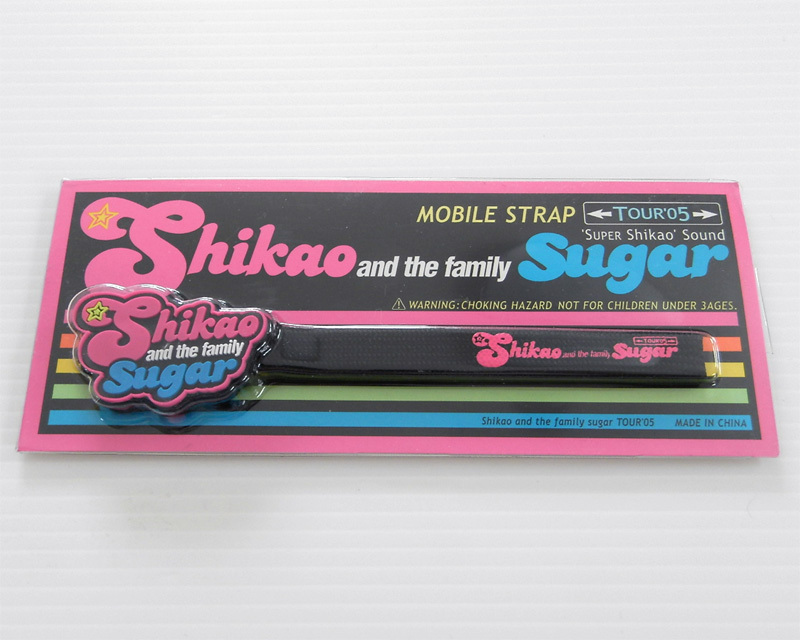 MOBILE STRAP
TOUR'05
'SUPER Shikao' Sound
Shikao and the family Sugar
WARNING: CHOKING HAZARD NOT FOR CHILDREN UNDER 3AGES.
Shikao
and the family
Sugar
TOUR'05
Shikao and the family Sugar
Shikao and the family sugar TOUR'05 MADE IN CHINA